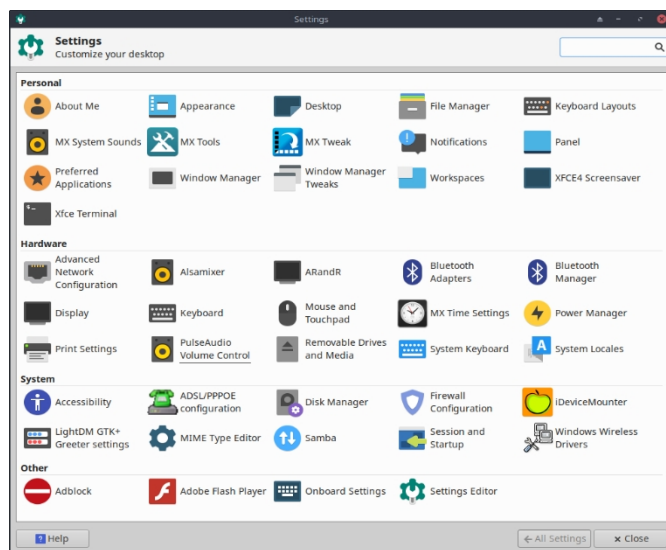 Settings
Settings
Customize your desktop
Personal
About Me
Appearance
Desktop
File Manager
Keyboard Layouts
MX System Sounds
MX Tools
MX Tweak
Notifications
Panel
Preferred
Applications
Window Manager
Window Manager
Tweaks
Workspaces
XFCE4 Screensaver
Xfce Terminal
Hardware
Advanced
Network
Configuration
Alsamixer
ARandR
Bluetooth
Adapters
Bluetooth
Manager
Display
Keyboard
Mouse and
Touchpad
MX Time Settings
Power Manager
Print Settings
PulseAudio
Volume Control
Removable Drives
and Media
System Keyboard
System Locales
System
Accessibility
ADSL/PPPOE
configuration
Disk Manager
Firewall
Configuration
iDeviceMounter
LightDM GTK+
Greeter settings
MIME Type Editor
Samba
Session and
Startup
Windows Wireless
Drivers
Other
Adblock
Adobe Flash Player
Onboard Settings
Settings Editor
Help
All Settings
Close